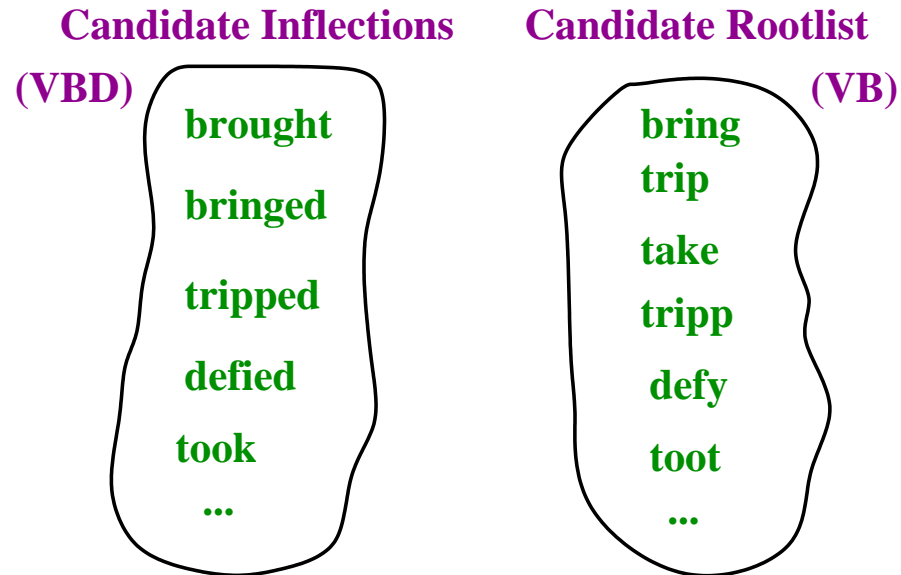 Candidate Inflections
(VBD)
brought
bringed
tripped
defied
took
...
Candidate Rootlist
(VB)
bring
trip
take
tripp
defy
toot
...